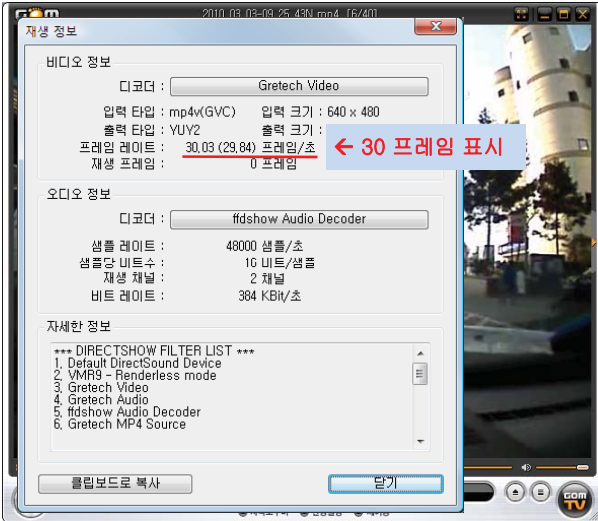 GOM
2010 03 03-09 25 43N mp4 [6/40]
재생 정보
비디오 정보
디코더 : Gretech Video
입력 타입 : mp4v(GVC) 입력 크기 : 640 x 480
출력 타입 : YUY2 출력 크기 :
프레임 레이트 : 30,03 (29,84) 프레임/초
← 30 프레임 표시
재생 프레임 : 0 프레임
오디오 정보
디코더 : ffdshow Audio Decoder
샘플 레이트 : 48000 샘플/초
샘플당 비트수 : 16 비트/샘플
재생 채널 : 2 채널
비트 레이트 : 384 KBit/초
자세한 정보
*** DIRECTSHOW FILTER LIST ***
1, Default DirectSound Device
2, VMR9 - Renderless mode
3, Gretech Video
4, Gretech Audio
5, ffdshow Audio Decoder
6, Gretech MP4 Source
클립보드로 복사 닫기
GOM
TV